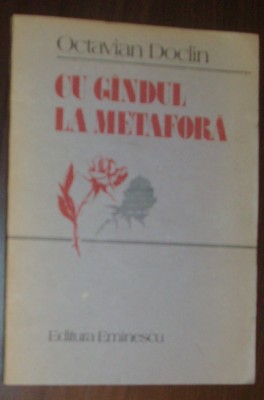 Octavian Doclin
CU GÎNDUL
LA METAFORĂ
Editura Eminescu